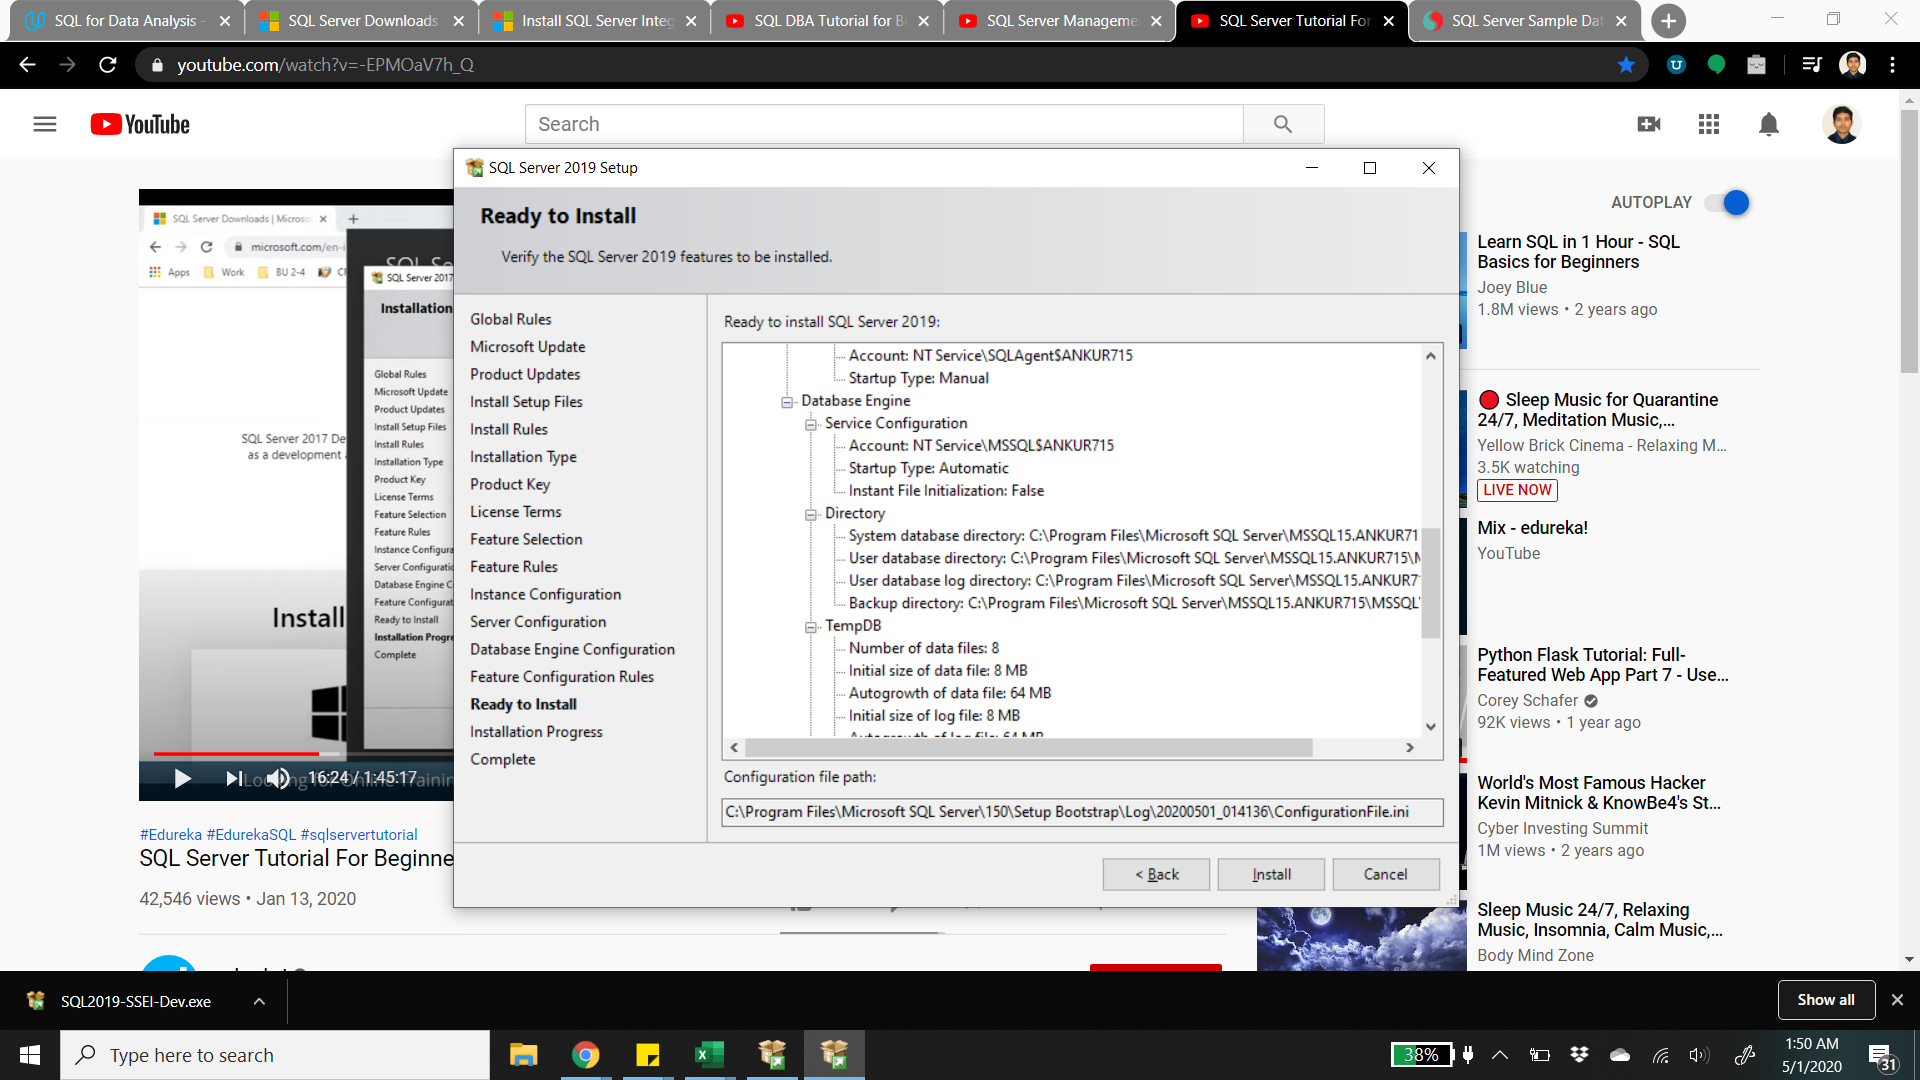 SQL for Data Analysis -
SQL Server Downloads
Install SQL Server Integ
SQL DBA Tutorial for Be
SQL Server Manageme
SQL Server Tutorial For
SQL Server Sample Dat
youtube.com/watch?v=-EPMOaV7h_Q
YouTube
Search
SQL Server 2019 Setup
Ready to Install
Verify the SQL Server 2019 features to be installed.
Global Rules
Microsoft Update
Product Updates
Install Setup Files
Install Rules
Installation Type
Product Key
License Terms
Feature Selection
Feature Rules
Instance Configuration
Server Configuration
Database Engine Configuration
Feature Configuration Rules
Ready to Install
Installation Progress
Complete
Ready to install SQL Server 2019:
Account: NT Service\SQLAgent$ANKUR715
Startup Type: Manual
Database Engine
Service Configuration
Account: NT Service\MSSQL$ANKUR715
Startup Type: Automatic
Instant File Initialization: False
Directory
System database directory: C:\Program Files\Microsoft SQL Server\MSSQL15.ANKUR71
User database directory: C:\Program Files\Microsoft SQL Server\MSSQL15.ANKUR715\M
User database log directory: C:\Program Files\Microsoft SQL Server\MSSQL15.ANKUR7
Backup directory: C:\Program Files\Microsoft SQL Server\MSSQL15.ANKUR715\MSSQL
TempDB
Number of data files: 8
Initial size of data file: 8 MB
Autogrowth of data file: 64 MB
Initial size of log file: 8 MB
Autogrowth of log file: 64 MB
Configuration file path:
C:\Program Files\Microsoft SQL Server\150\Setup Bootstrap\Log\20200501_014136\ConfigurationFile.ini
< Back
Install
Cancel
SQL Server Downloads | Microso
microsoft.com/en-i
Apps
Work
BU 2-4
SQL Server 2017
Installation
Global Rules
Microsoft Update
Product Updates
Install Setup Files
Install Rules
Installation Type
Product Key
License Terms
Feature Selection
Feature Rules
Instance Configura
Server Configuratio
Database Engine C
Feature Configurat
Ready to Install
Installation Progre
Complete
SQL Server 2017 De
as a development a
Install
16:24 / 1:45:17
#Edureka #EdurekaSQL #sqlservertutorial
SQL Server Tutorial For Beginne
42,546 views • Jan 13, 2020
AUTOPLAY
Learn SQL in 1 Hour - SQL
Basics for Beginners
Joey Blue
1.8M views • 2 years ago
Sleep Music for Quarantine
24/7, Meditation Music,...
Yellow Brick Cinema - Relaxing M...
3.5K watching
LIVE NOW
Mix - edureka!
YouTube
Python Flask Tutorial: Full-
Featured Web App Part 7 - Use...
Corey Schafer
92K views • 1 year ago
World's Most Famous Hacker
Kevin Mitnick & KnowBe4's St...
Cyber Investing Summit
1M views • 2 years ago
Sleep Music 24/7, Relaxing
Music, Insomnia, Calm Music,...
Body Mind Zone
SQL2019-SSEI-Dev.exe
Show all
Type here to search
38%
1:50 AM
5/1/2020
31